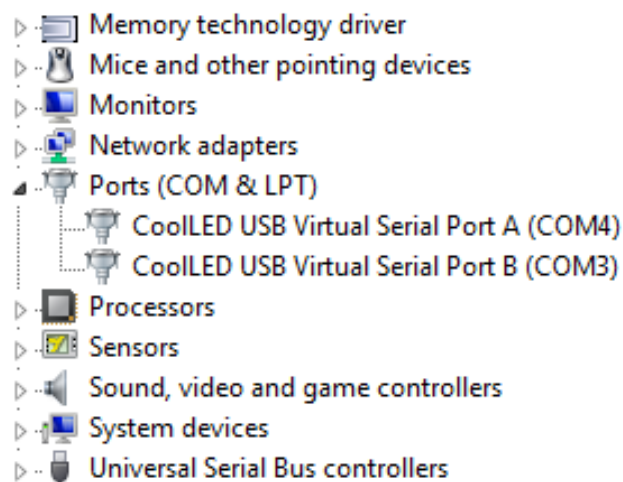 Memory technology driver
Mice and other pointing devices
Monitors
Network adapters
Ports (COM & LPT)
CoolLED USB Virtual Serial Port A (COM4)
CoolLED USB Virtual Serial Port B (COM3)
Processors
Sensors
Sound, video and game controllers
System devices
Universal Serial Bus controllers